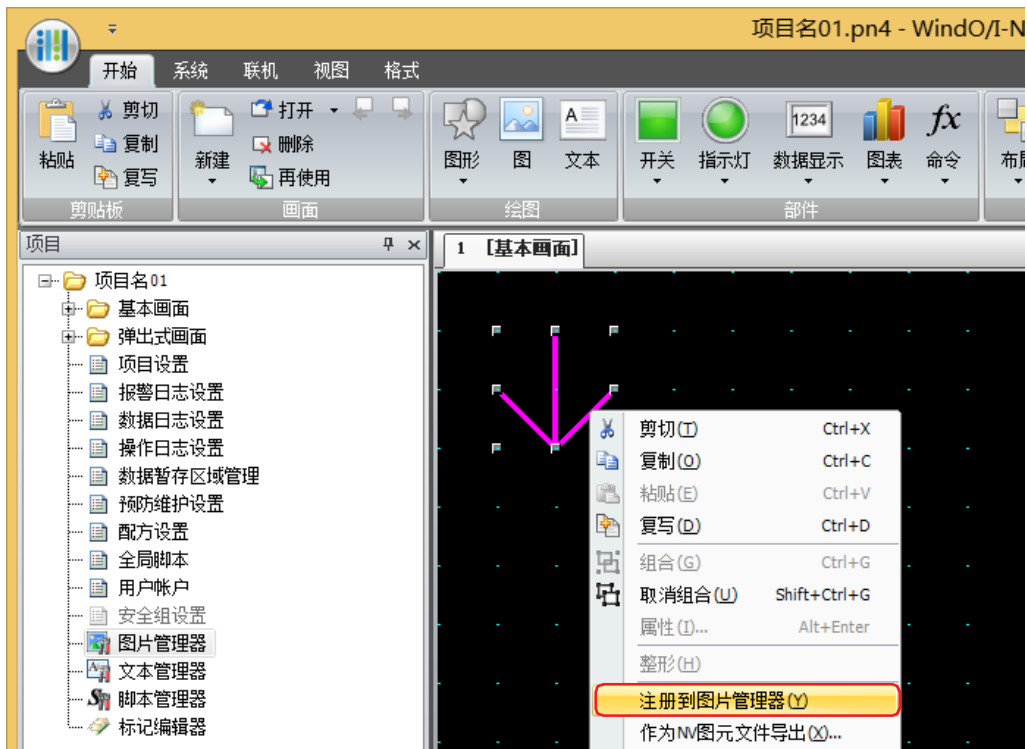 项目名01.pn4 - WindO/I-N
开始 系统 联机 视图 格式
粘贴 剪切 复制 复写
剪贴板
新建 打开 删除 再使用
画面
图形 图 文本
绘图
开关 指示灯 1234 数据显示 图表 fx 命令
部件
布局
项目
1 [基本画面]
项目名01
基本画面
弹出式画面
项目设置
报警日志设置
数据日志设置
操作日志设置
数据暂存区域管理
预防维护设置
配方设置
全局脚本
用户帐户
安全组设置
图片管理器
文本管理器
脚本管理器
标记编辑器
剪切(T) Ctrl+X
复制(O) Ctrl+C
粘贴(E) Ctrl+V
复写(D) Ctrl+D
组合(G) Ctrl+G
取消组合(U) Shift+Ctrl+G
属性(I)... Alt+Enter
整形(H)
注册到图片管理器(Y)
作为NV图元文件导出(X)...